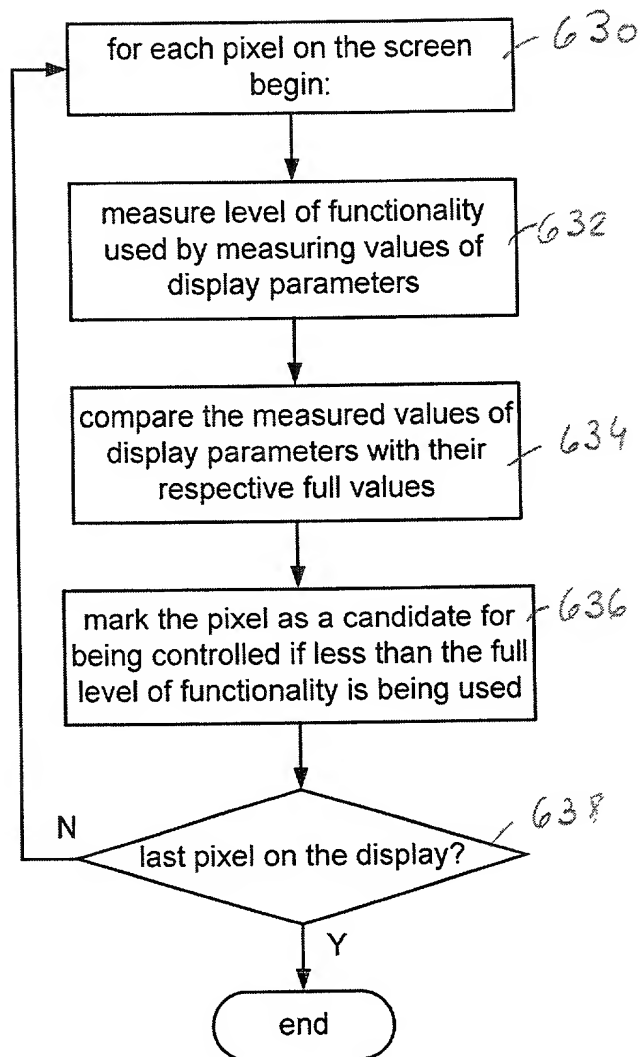 for each pixel on the screen
begin:
630
measure level of functionality
used by measuring values of
display parameters
632
compare the measured values of
display parameters with their
respective full values
634
mark the pixel as a candidate for
being controlled if less than the full
level of functionality is being used
636
last pixel on the display?
638
N
Y
end